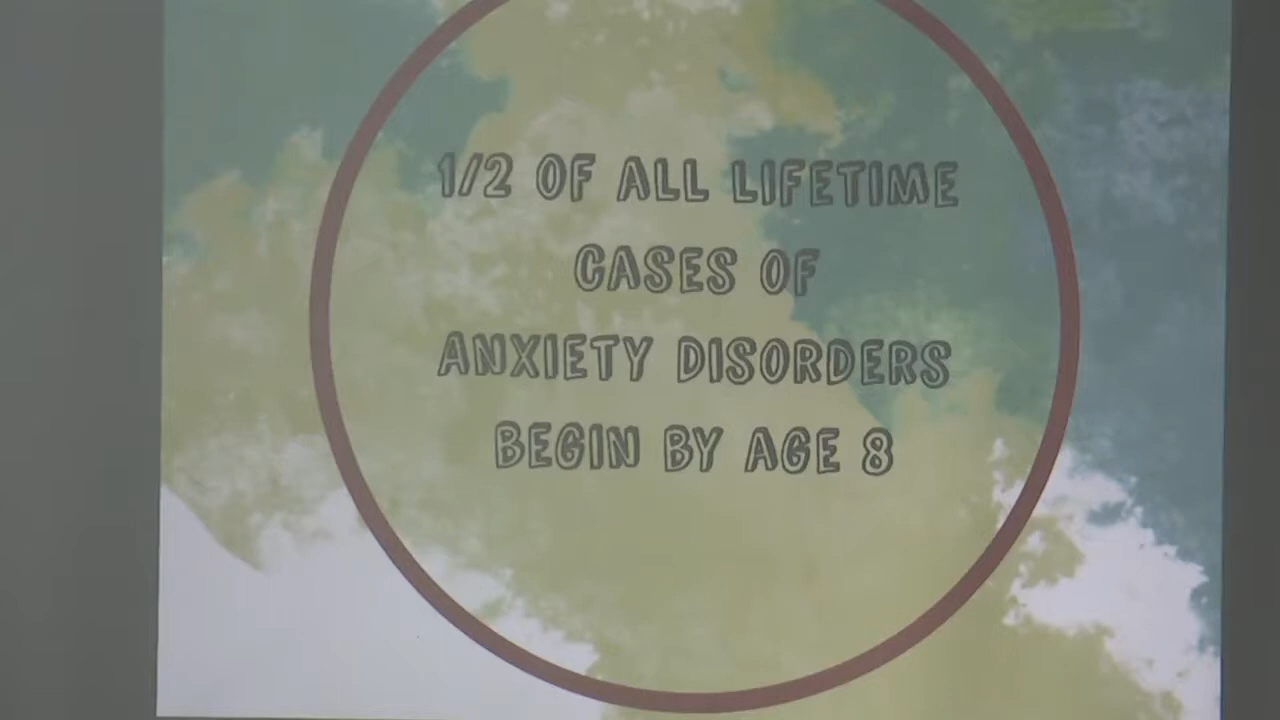 1/2 OF ALL LIFETIME
CASES OF
ANXIETY DISORDERS
BEGIN BY AGE 8